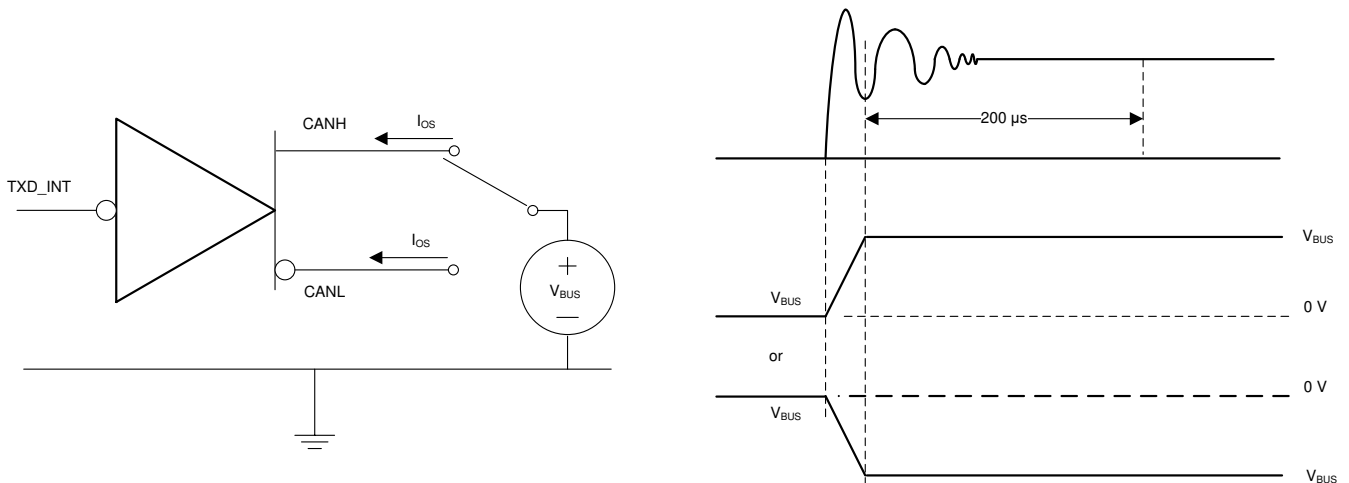 CANH
I_OS
TXD_INT
I_OS
CANL
+
V_BUS
—
200 µs
V_BUS
V_BUS
0 V
or
0 V
V_BUS
V_BUS